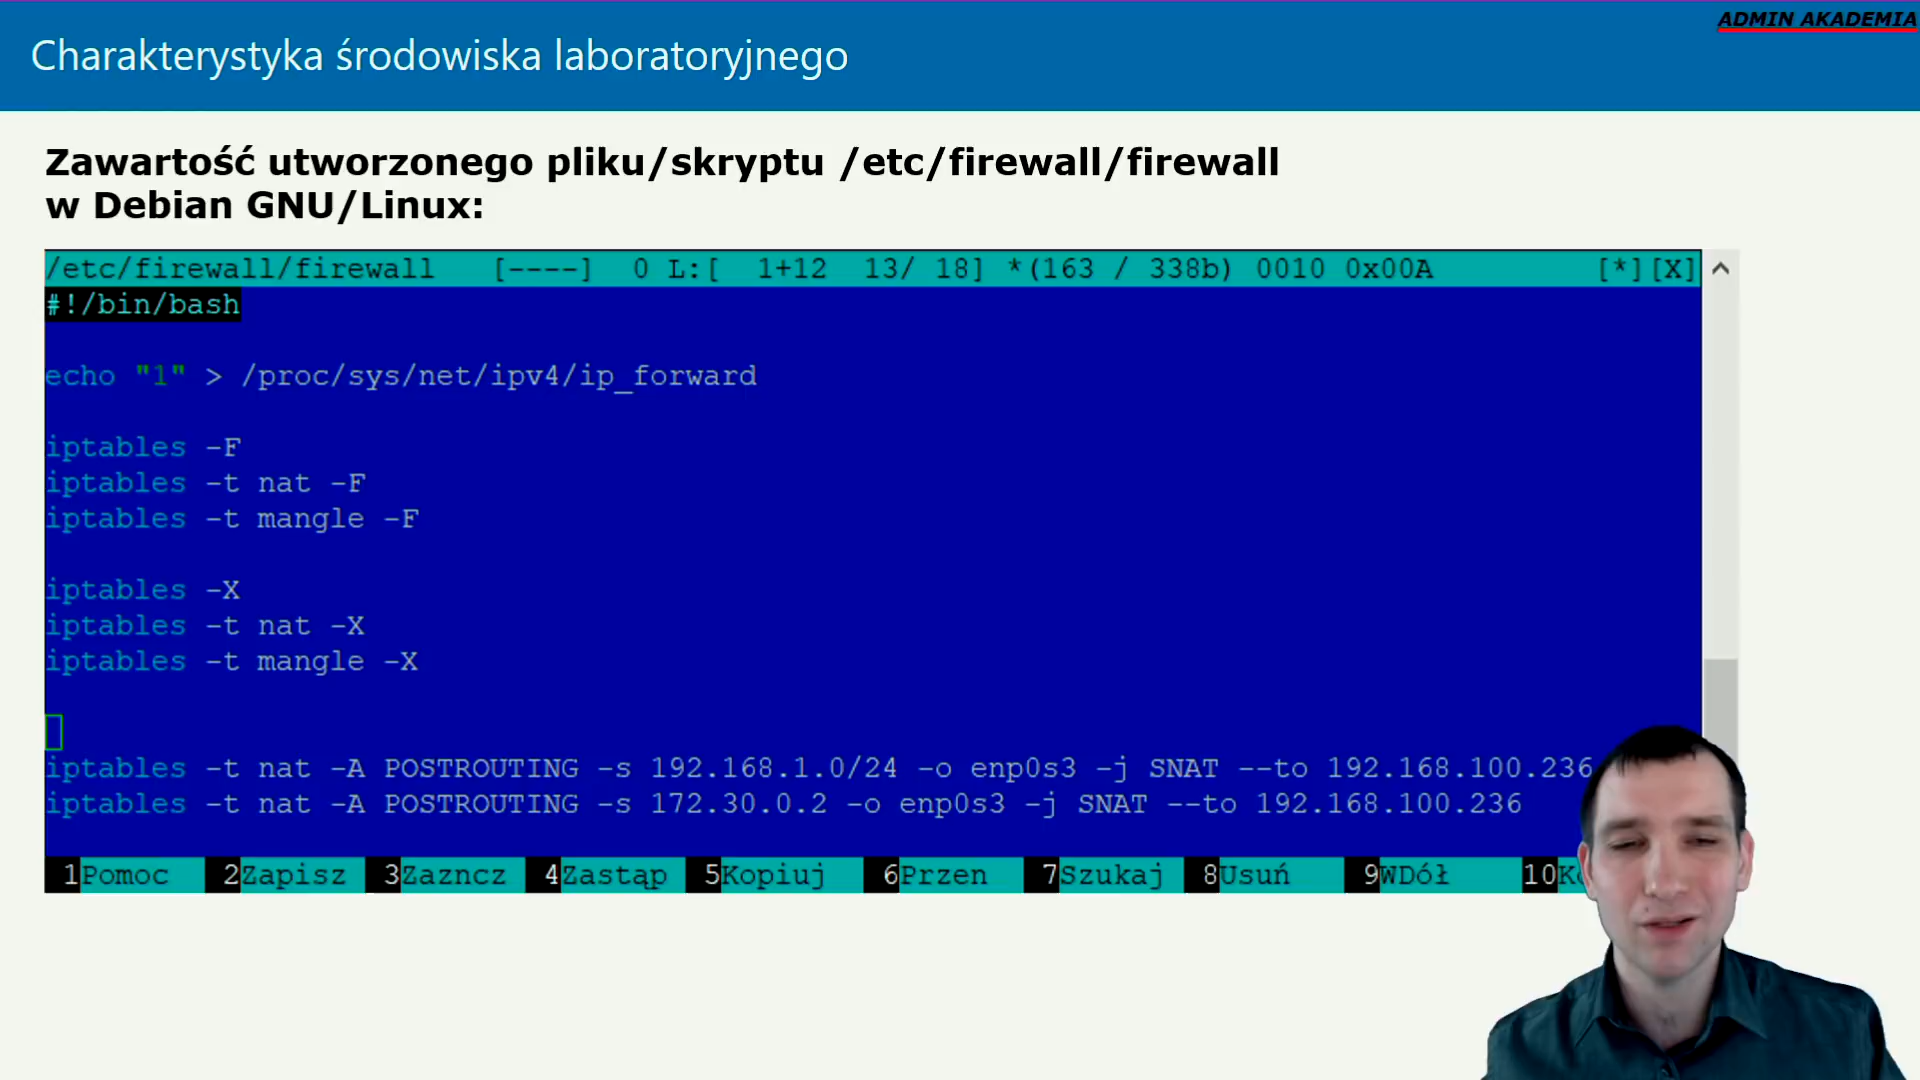 ADMIN AKADEMIA
Charakterystyka środowiska laboratoryjnego
Zawartość utworzonego pliku/skryptu /etc/firewall/firewall
w Debian GNU/Linux:
/etc/firewall/firewall [----] 0 L:[ 1+12 13/ 18] *(163 / 338b) 0010 0x00A [*][X]
#!/bin/bash
echo "1" > /proc/sys/net/ipv4/ip_forward
iptables -F
iptables -t nat -F
iptables -t mangle -F
iptables -X
iptables -t nat -X
iptables -t mangle -X
iptables -t nat -A POSTROUTING -s 192.168.1.0/24 -o enp0s3 -j SNAT --to 192.168.100.236
iptables -t nat -A POSTROUTING -s 172.30.0.2 -o enp0s3 -j SNAT --to 192.168.100.236
1Pomoc 2Zapisz 3Zazncz 4Zastąp 5Kopiuj 6Przen 7Szukaj 8Usuń 9WDół 10